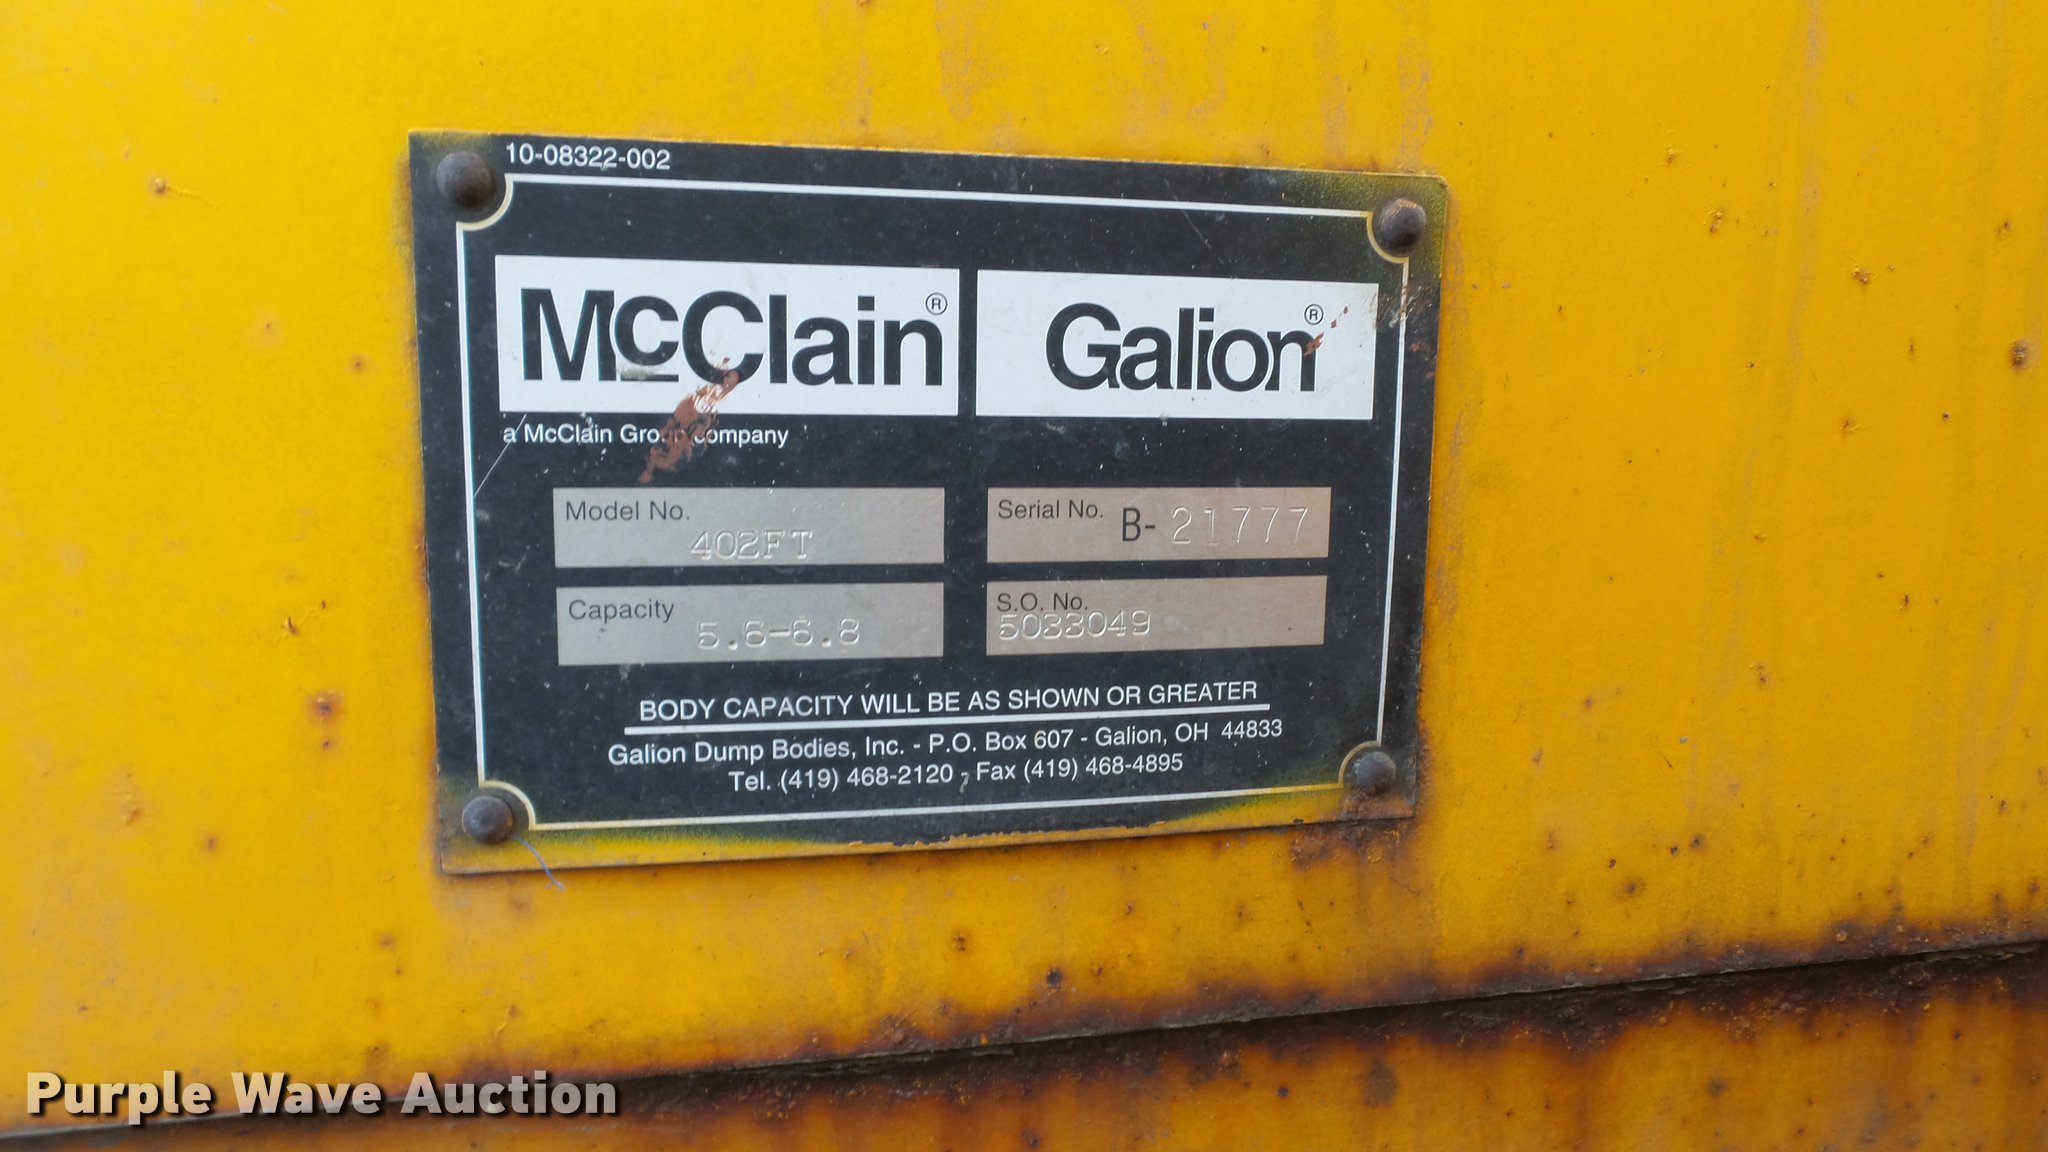 10-08322-002
McClain® Galion®
a McClain Group company
Model No. 402FT
Serial No. B-21777
Capacity 5.6-6.8
S.O. No. 5033049
BODY CAPACITY WILL BE AS SHOWN OR GREATER
Galion Dump Bodies, Inc. - P.O. Box 607 - Galion, OH 44833
Tel. (419) 468-2120 - Fax (419) 468-4895
Purple Wave Auction